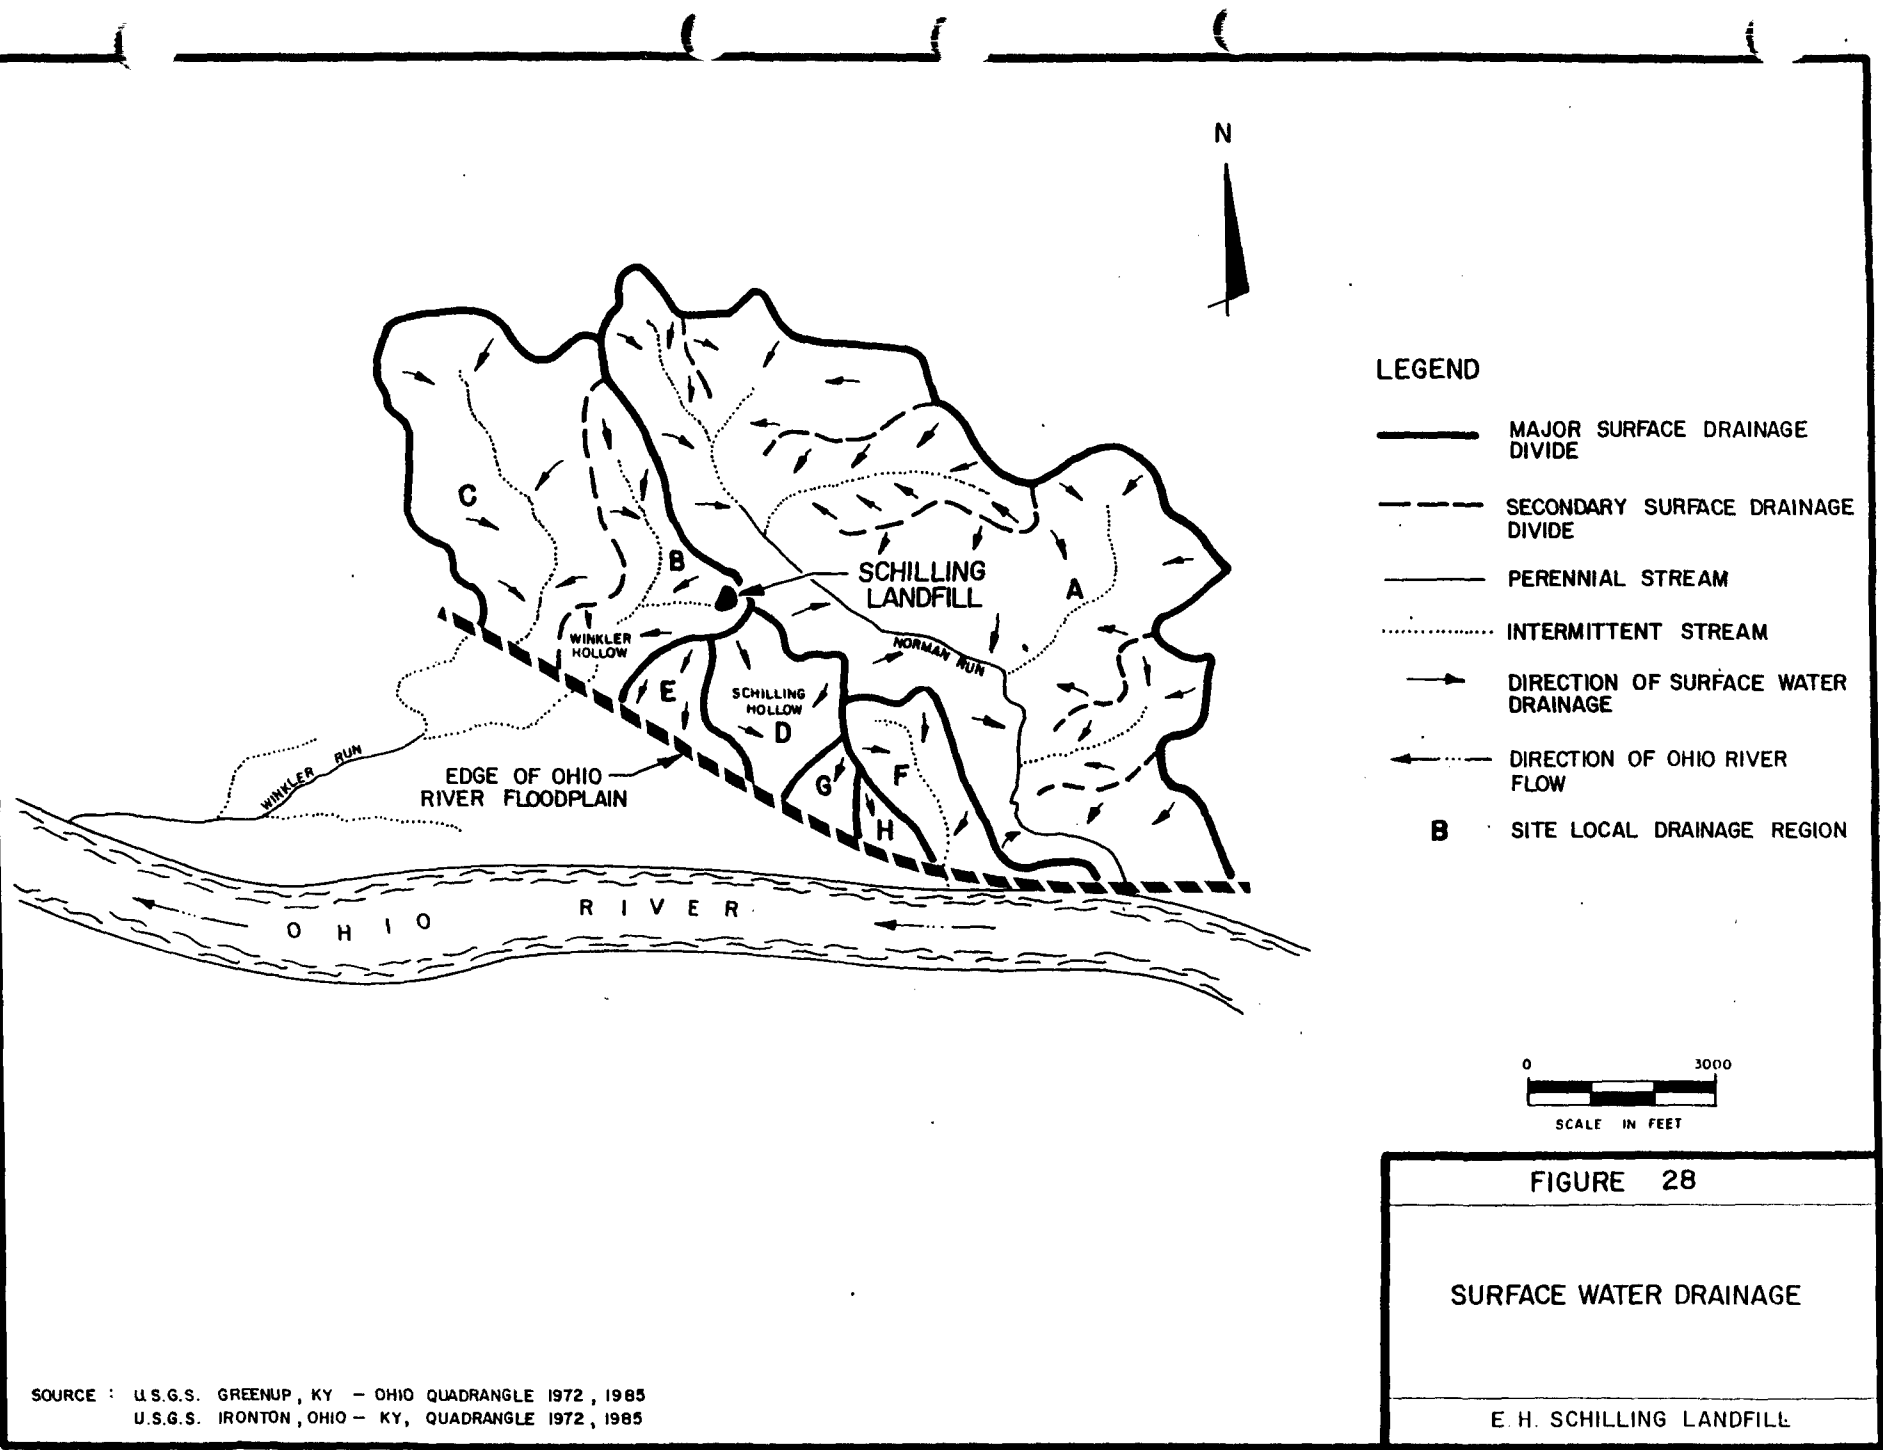 N
LEGEND
MAJOR SURFACE DRAINAGE
DIVIDE
SECONDARY SURFACE DRAINAGE
DIVIDE
PERENNIAL STREAM
INTERMITTENT STREAM
DIRECTION OF SURFACE WATER
DRAINAGE
DIRECTION OF OHIO RIVER
FLOW
B SITE LOCAL DRAINAGE REGION
C
B
SCHILLING
LANDFILL
A
WINKLER
HOLLOW
NORMAN RUN
E
SCHILLING
HOLLOW
D
G
F
H
WINKLER RUN
EDGE OF OHIO
RIVER FLOODPLAIN
OHIO RIVER
0 3000
SCALE IN FEET
FIGURE 28
SURFACE WATER DRAINAGE
E. H. SCHILLING LANDFILL
SOURCE : U.S.G.S. GREENUP, KY - OHIO QUADRANGLE 1972, 1985
U.S.G.S. IRONTON, OHIO - KY, QUADRANGLE 1972, 1985